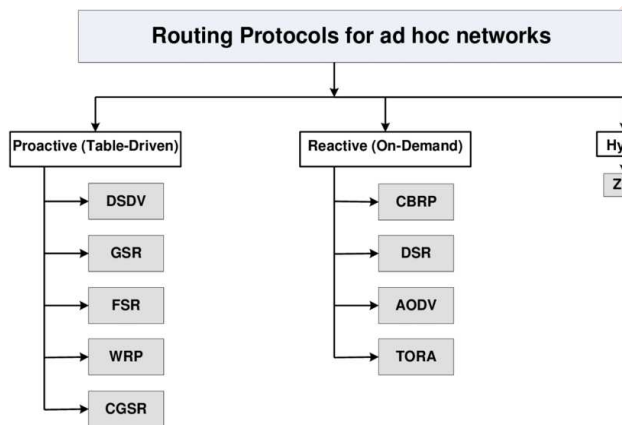 Routing Protocols for ad hoc networks
Proactive (Table-Driven)
DSDV
GSR
FSR
WRP
CGSR
Reactive (On-Demand)
CBRP
DSR
AODV
TORA